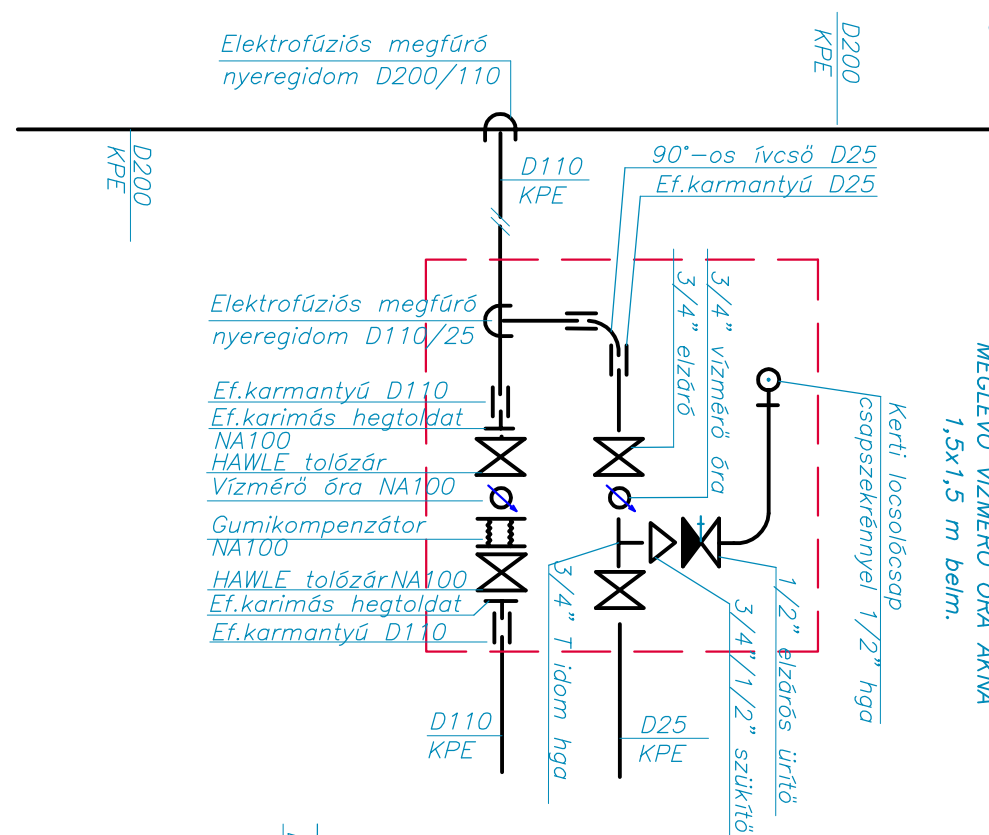 Elektrofúziós megfúró
nyeregidom D200/110
D200
KPE
D200
KPE
D110
KPE
90°-os ívcső D25
Ef.karmantyú D25
Elektrofúziós megfúró
nyeregidom D110/25
3/4" elzáró
3/4" vízmérő óra
Ef.karmantyú D110
Ef.karimás hegtoldat
NA100
HAWLE tolózár
Vízmérő óra NA100
Gumikompenzátor
NA100
HAWLE tolózár NA100
Ef.karimás hegtoldat
Ef.karmantyú D110
Kerti locsolócsap
csapszekrénnyel 1/2" hga
MEGLEVŐ VÍZMÉRŐ ÓRA AKNA
1,5x1,5 m belm.
3/4" T idom hga
3/4"/1/2" szükítő
1/2" elzárós ürítő
D110
KPE
D25
KPE